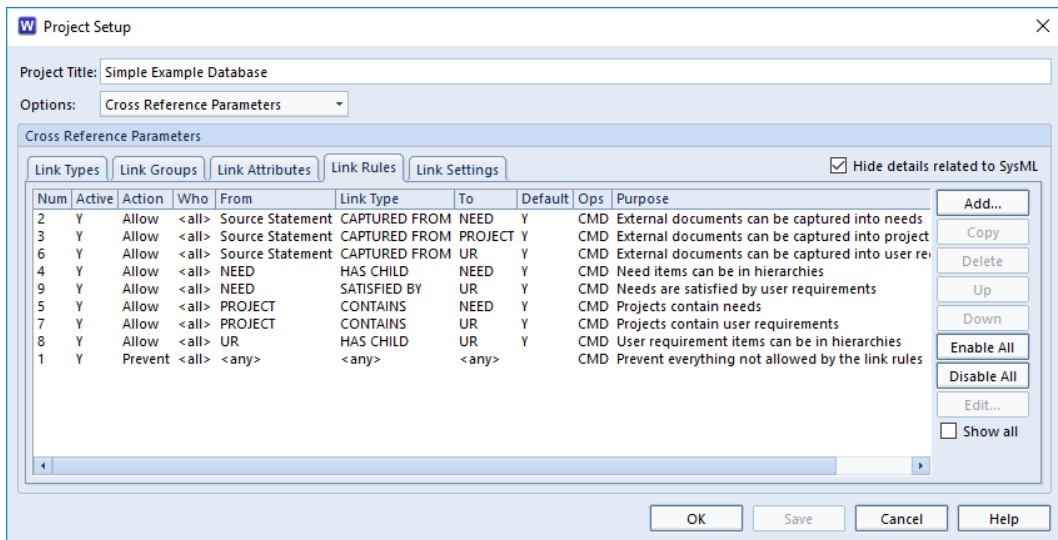 W Project Setup
Project Title: Simple Example Database
Options: Cross Reference Parameters
Cross Reference Parameters
Link Types Link Groups Link Attributes Link Rules Link Settings Hide details related to SysML
Num Active Action Who From Link Type To Default Ops Purpose Add...
2 Y Allow <all> Source Statement CAPTURED FROM NEED Y CMD External documents can be captured into needs
3 Y Allow <all> Source Statement CAPTURED FROM PROJECT Y CMD External documents can be captured into project Copy
6 Y Allow <all> Source Statement CAPTURED FROM UR Y CMD External documents can be captured into user re
4 Y Allow <all> NEED HAS CHILD NEED Y CMD Need items can be in hierarchies Delete
9 Y Allow <all> NEED SATISFIED BY UR Y CMD Needs are satisfied by user requirements Up
5 Y Allow <all> PROJECT CONTAINS NEED Y CMD Projects contain needs
7 Y Allow <all> PROJECT CONTAINS UR Y CMD Projects contain user requirements Down
8 Y Allow <all> UR HAS CHILD UR Y CMD User requirement items can be in hierarchies Enable All
1 Y Prevent <all> <any> <any> <any> CMD Prevent everything not allowed by the link rules
Disable All
Edit...
Show all
OK Save Cancel Help